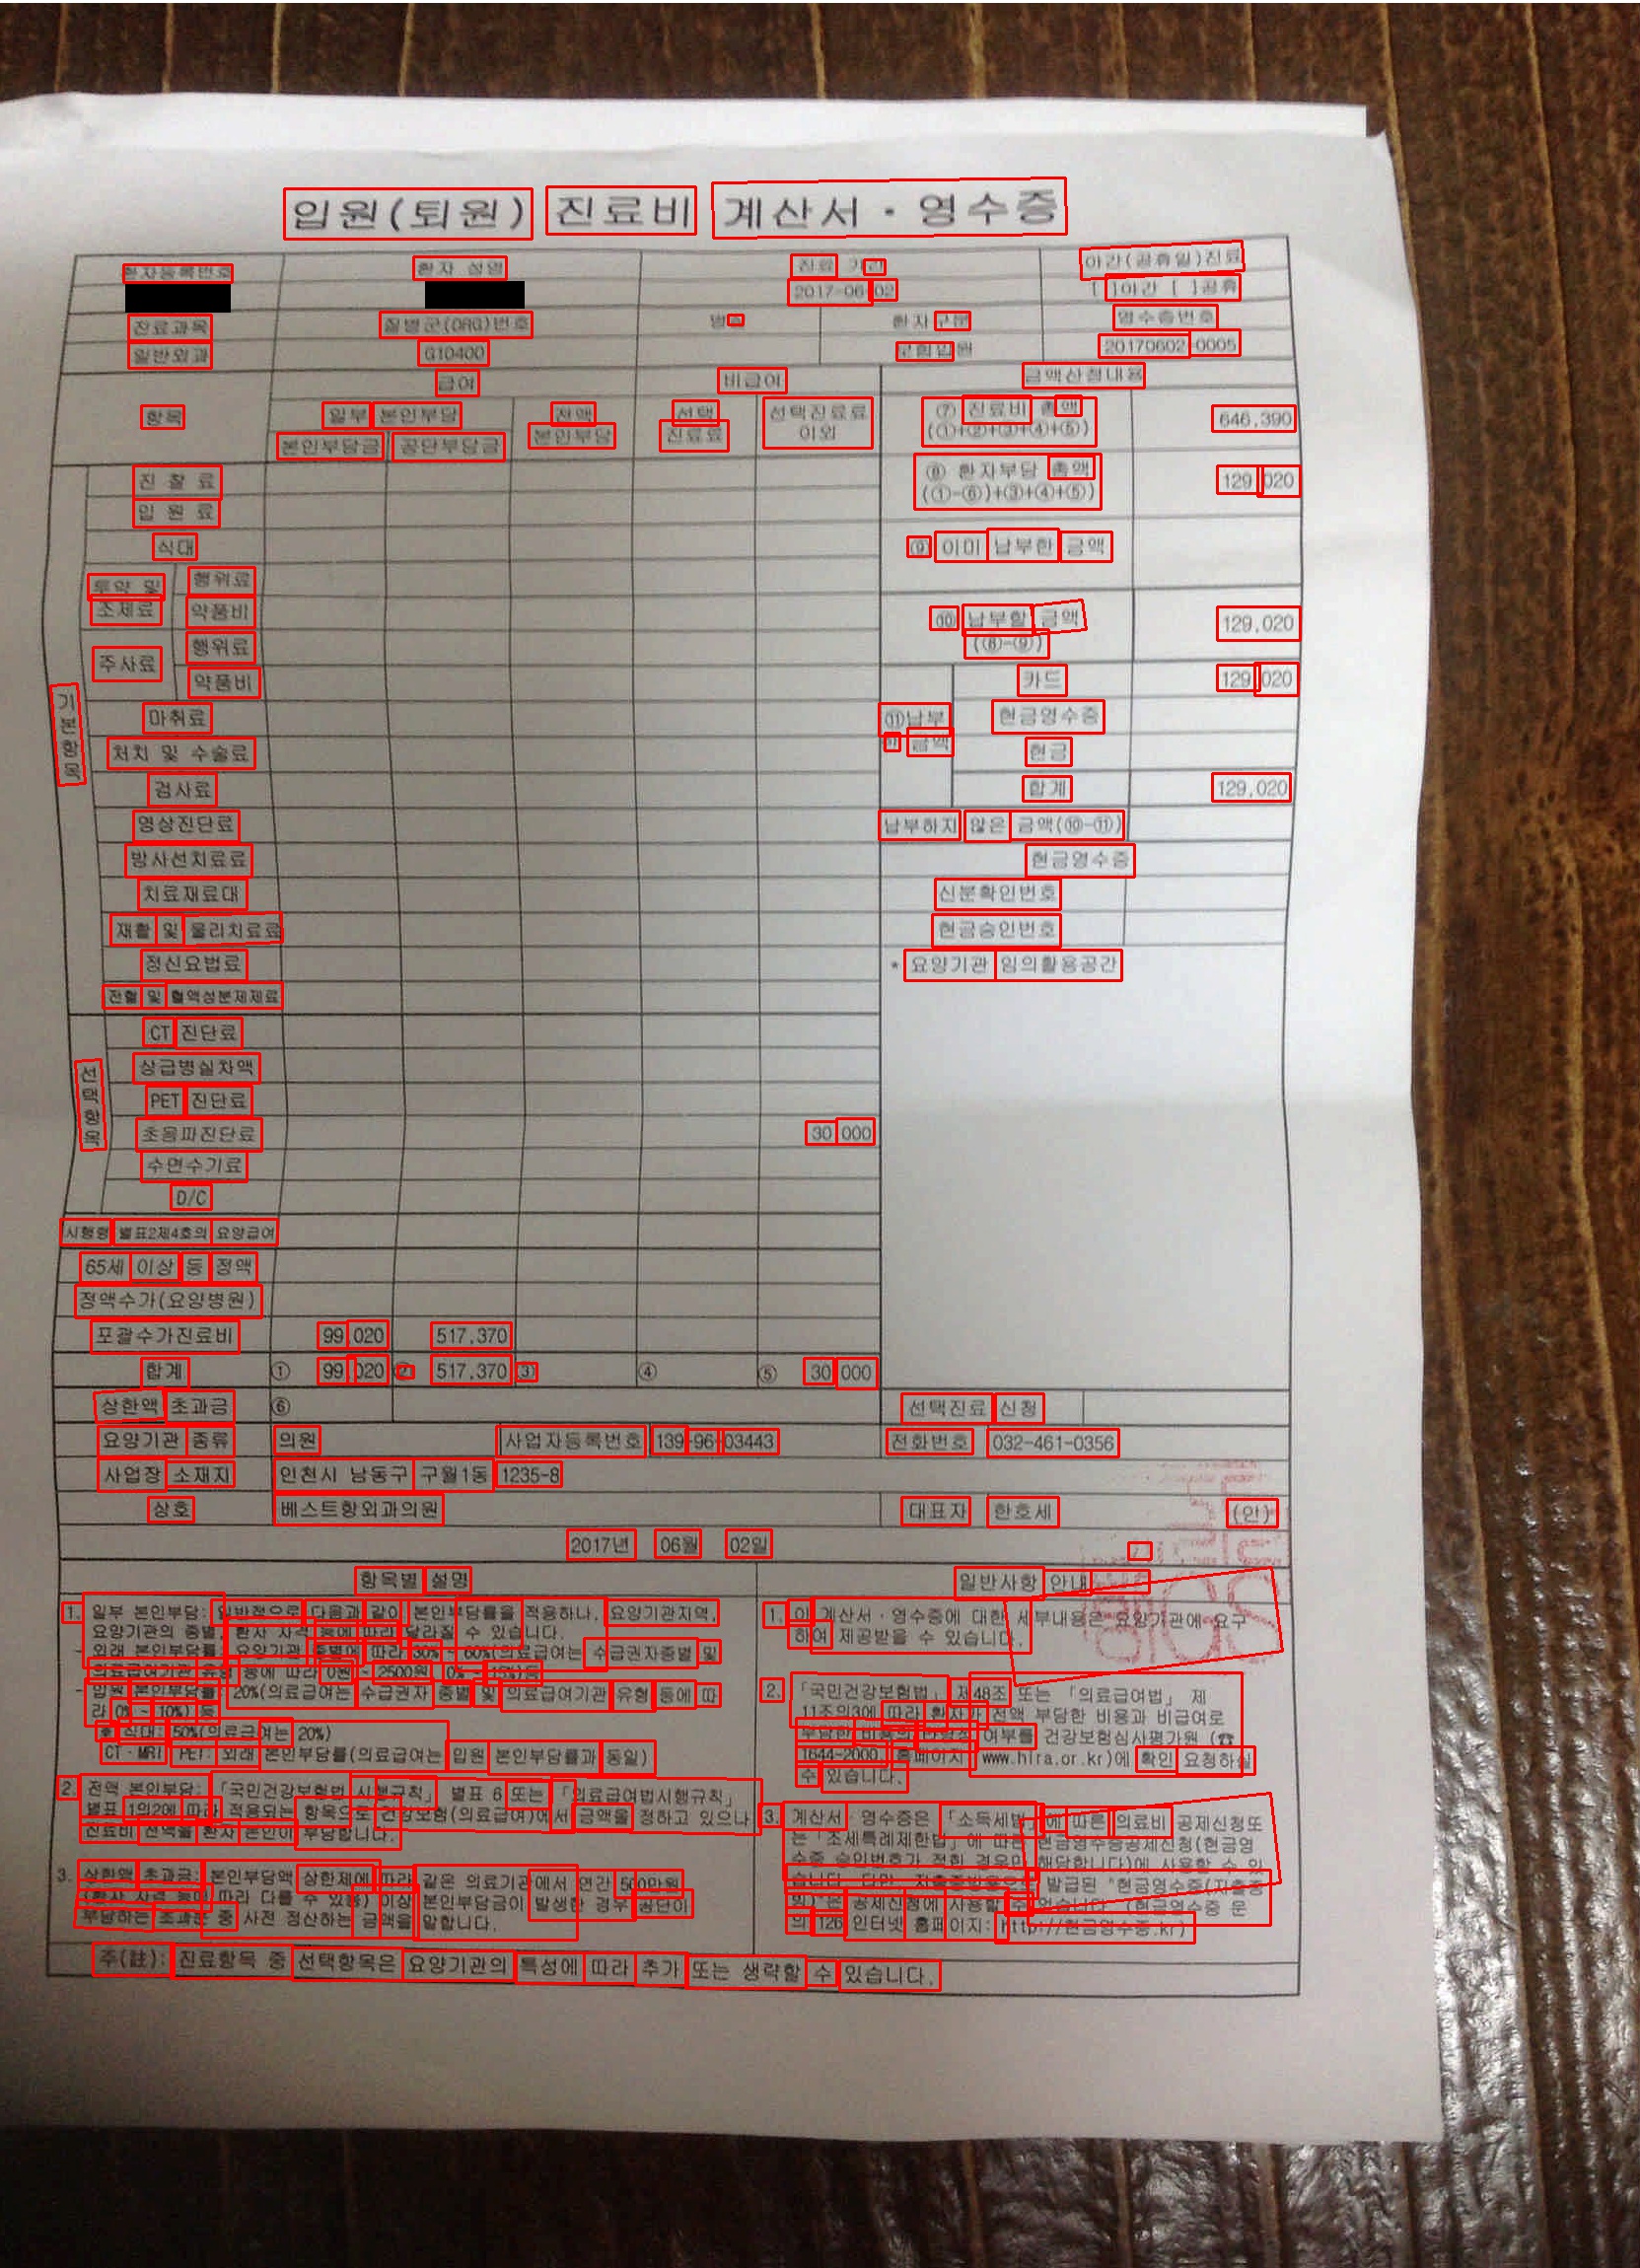 입원(퇴원) 진료비 계산서 · 영수증
환자등록번호 환자 성명 진료 기간 야간(공휴일)진료
2017-06-02 [ ]야간 [ ]공휴
진료과목 질병군(DRG)번호 병실 환자구분 영수증번호
일반외과 G10400 보험입원 20170602-0005
항목 급여 비급여 금액산정내용
일부 본인부담 전액 본인부담 선택 진료료 선택진료료 이외
본인부담금 공단부담금
⑦ 진료비 총액 (①+②+③+④+⑤) 646,390
⑧ 환자부담 총액 (①-⑥)+③+④+⑤) 129,020
⑨ 이미 납부한 금액
⑩ 납부할 금액 (⑧-⑨) 129,020
⑪납부한 금액
카드 129,020
현금영수증
현금
합계 129,020
납부하지 않은 금액(⑩-⑪)
현금영수증
신분확인번호
현금승인번호
* 요양기관 임의활용공간
기본항목
진 찰 료
입 원 료
식대
투약 및 조제료 행위료
약품비
주사료 행위료
약품비
마취료
처치 및 수술료
검사료
영상진단료
방사선치료료
치료재료대
재활 및 물리치료료
정신요법료
전혈 및 혈액성분제제료
선택항목
CT 진단료
상급병실차액
PET 진단료
초음파진단료 30,000
수면수기료
D/C
시행령 별표2제4호의 요양급여
65세 이상 등 정액
정액수가(요양병원)
포괄수가진료비 99,020 517,370
합계 ① 99,020 ② 517,370 ③ ④ ⑤ 30,000
상한액 초과금 ⑥ 선택진료 신청
요양기관 종류 의원 사업자등록번호 139-96-03443 전화번호 032-461-0356
사업장 소재지 인천시 남동구 구월1동 1235-8
상호 베스트항외과의원 대표자 한호세 (인)
2017년 06월 02일
항목별 설명
1. 일부 본인부담: 일반적으로 다음과 같이 본인부담률을 적용하나, 요양기관지역,
요양기관의 종별, 환자 자격 등에 따라 달라질 수 있습니다.
- 외래 본인부담률: 요양기관 종별에 따라 30% ~ 60%(의료급여는 수급권자종별 및
의료급여기관 유형 등에 따라 0원 ~ 2500원, 0% ~ 15%)등
- 입원 본인부담률: 20%(의료급여는 수급권자 종별 및 의료급여기관 유형 등에 따
라 0% ~ 10%) 등
※ 식대: 50%(의료급여는 20%)
CT·MRI·PET: 외래 본인부담률(의료급여는 입원 본인부담률과 동일)
2. 전액 본인부담: 「국민건강보험법 시행규칙」 별표 6 또는 「의료급여법시행규칙」
별표 1의2에 따라 적용되는 항목으로 건강보험(의료급여)에서 금액을 정하고 있으나
진료비 전액을 환자 본인이 부담합니다.
3. 상한액 초과금: 본인부담액 상한제에 따라 같은 의료기관에서 연간 500만원
(환자 자격 등에 따라 다를 수 있음) 이상 본인부담금이 발생한 경우 공단이
부담하는 초과분 중 사전 정산하는 금액을 말합니다.
일반사항 안내
1. 이 계산서·영수증에 대한 세부내용은 요양기관에 요구
하여 제공받을 수 있습니다.
2. 「국민건강보험법」 제48조 또는 「의료급여법」 제
11조의3에 따라 환자가 전액 부담한 비용과 비급여로
부담한 비용의 타당성 여부를 건강보험심사평가원 (☎
1644-2000, 홈페이지 www.hira.or.kr)에 확인 요청하실
수 있습니다.
3. 계산서·영수증은 「소득세법」에 따른 의료비 공제신청또
는「조세특례제한법」에 따른 현금영수증공제신청(현금영
수증 승인번호가 적힌 경우만 해당합니다)에 사용할 수 있
습니다. 다만, 지출증빙용으로 발급된 "현금영수증(지출증
빙)"은 공제신청에 사용할 수 없습니다. (현금영수증 문
의 126 인터넷 홈페이지: http://현금영수증.kr)
주(註): 진료항목 중 선택항목은 요양기관의 특성에 따라 추가 또는 생략할 수 있습니다.